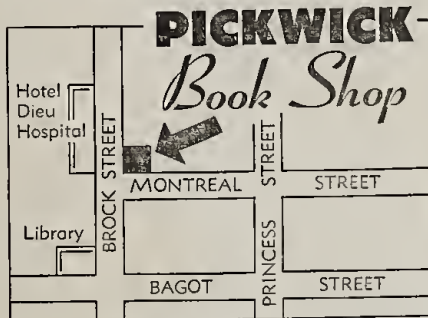 PICKWICK
Book Shop
Hotel
Dieu
Hospital
BROCK STREET
PRINCESS STREET
MONTREAL STREET
Library
BAGOT STREET